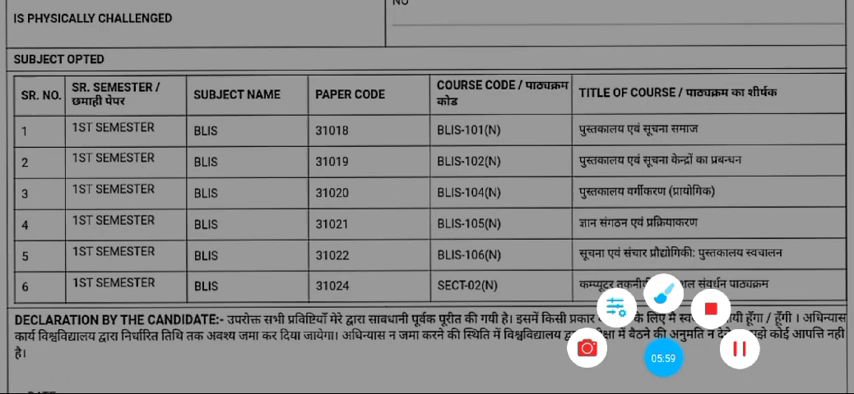 NO
IS PHYSICALLY CHALLENGED
SUBJECT OPTED
SR. NO. SR. SEMESTER / छमाही पेपर SUBJECT NAME PAPER CODE COURSE CODE / पाठ्यक्रम कोड TITLE OF COURSE / पाठ्यक्रम का शीर्षक
1 1ST SEMESTER BLIS 31018 BLIS-101(N) पुस्तकालय एवं सूचना समाज
2 1ST SEMESTER BLIS 31019 BLIS-102(N) पुस्तकालय एवं सूचना केन्द्रों का प्रबन्धन
3 1ST SEMESTER BLIS 31020 BLIS-104(N) पुस्तकालय वर्गीकरण (प्रायोगिक)
4 1ST SEMESTER BLIS 31021 BLIS-105(N) ज्ञान संगठन एवं प्रक्रियाकरण
5 1ST SEMESTER BLIS 31022 BLIS-106(N) सूचना एवं संचार प्रौद्योगिकी: पुस्तकालय स्वचालन
6 1ST SEMESTER BLIS 31024 SECT-02(N) कम्प्यूटर संवर्धन पाठ्यक्रम
DECLARATION BY THE CANDIDATE:- उपरोक्त सभी प्रविष्टियाँ मेरे द्वारा सावधानी पूर्वक पूरीत की गयी है। इसमें किसी प्रकार के लिए मै हूँगा / हूँगी । अधिन्यास
कार्य विश्वविद्यालय द्वारा निर्धारित तिथि तक अवश्य जमा कर दिया जायेगा। अधिन्यास न जमा करने की स्थिति में विश्वविद्यालय में बैठने की अनुमति न कोई आपत्ति नही
है।
05:59